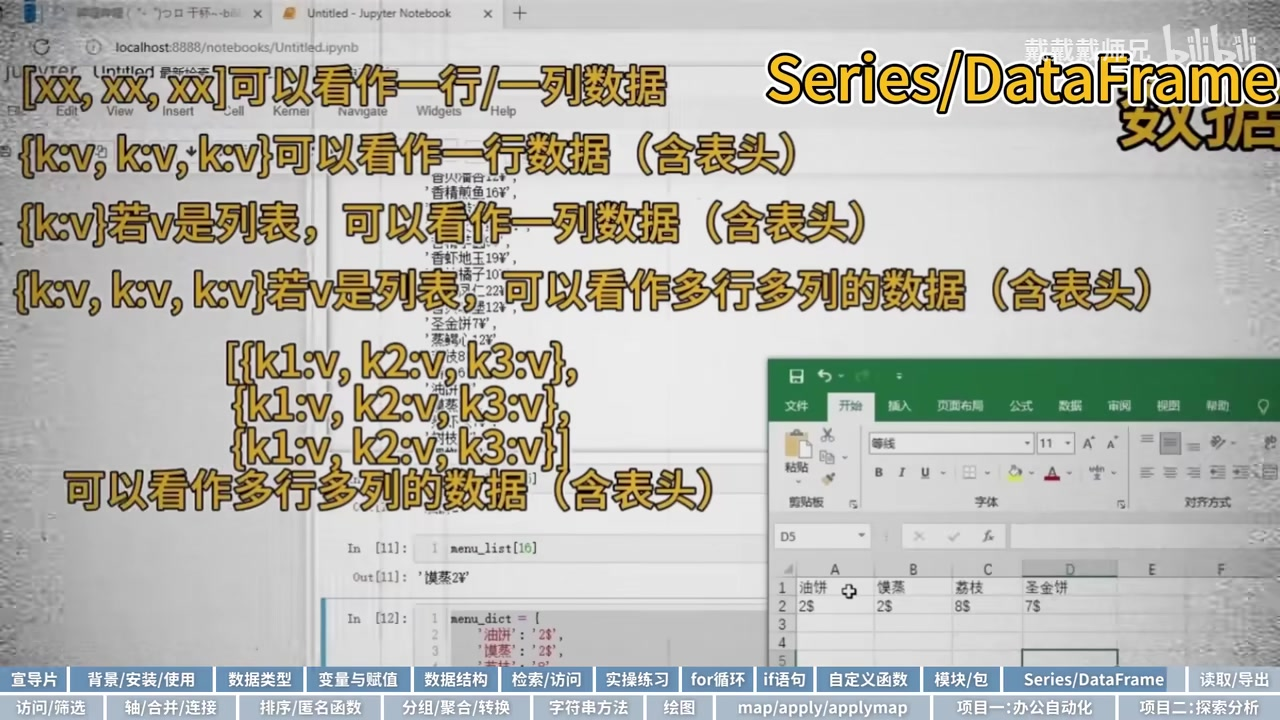 Untitled - Jupyter Notebook
localhost:8888/notebooks/Untitled.ipynb
戴戴戴师兄 bilibili
Series/DataFrame
数据
[xx, xx, xx]可以看作一行/一列数据
Edit View Insert Cell Kernel Navigate Widgets Help
{k:v, k:v, k:v}可以看作一行数据（含表头）
'香精煎鱼16¥',
{k:v}若v是列表，可以看作一列数据（含表头）
'香虾地玉19¥',
{k:v, k:v, k:v}若v是列表，可以看作多行多列的数据（含表头）
'圣金饼7¥',
[{k1:v, k2:v, k3:v},
{k1:v, k2:v, k3:v},
{k1:v, k2:v, k3:v}]
可以看作多行多列的数据（含表头）
In [11]: 1 menu_list[16]
Out[11]: '馍蒸2¥'
In [12]: 1 menu_dict = {
2 '油饼': '2$',
3 '馍蒸': '2$',
文件 开始 插入 页面布局 公式 数据 审阅 视图 帮助
等线 11
粘贴
B I U
剪贴板 字体 对齐方式
D5
A B C D E F
1 油饼 馍蒸 荔枝 圣金饼
2 2$ 2$ 8$ 7$
3
4
5
宣导片 背景/安装/使用 数据类型 变量与赋值 数据结构 检索/访问 实操练习 for循环 if语句 自定义函数 模块/包 Series/DataFrame 读取/导出
访问/筛选 轴/合并/连接 排序/匿名函数 分组/聚合/转换 字符串方法 绘图 map/apply/applymap 项目一:办公自动化 项目二:探索分析